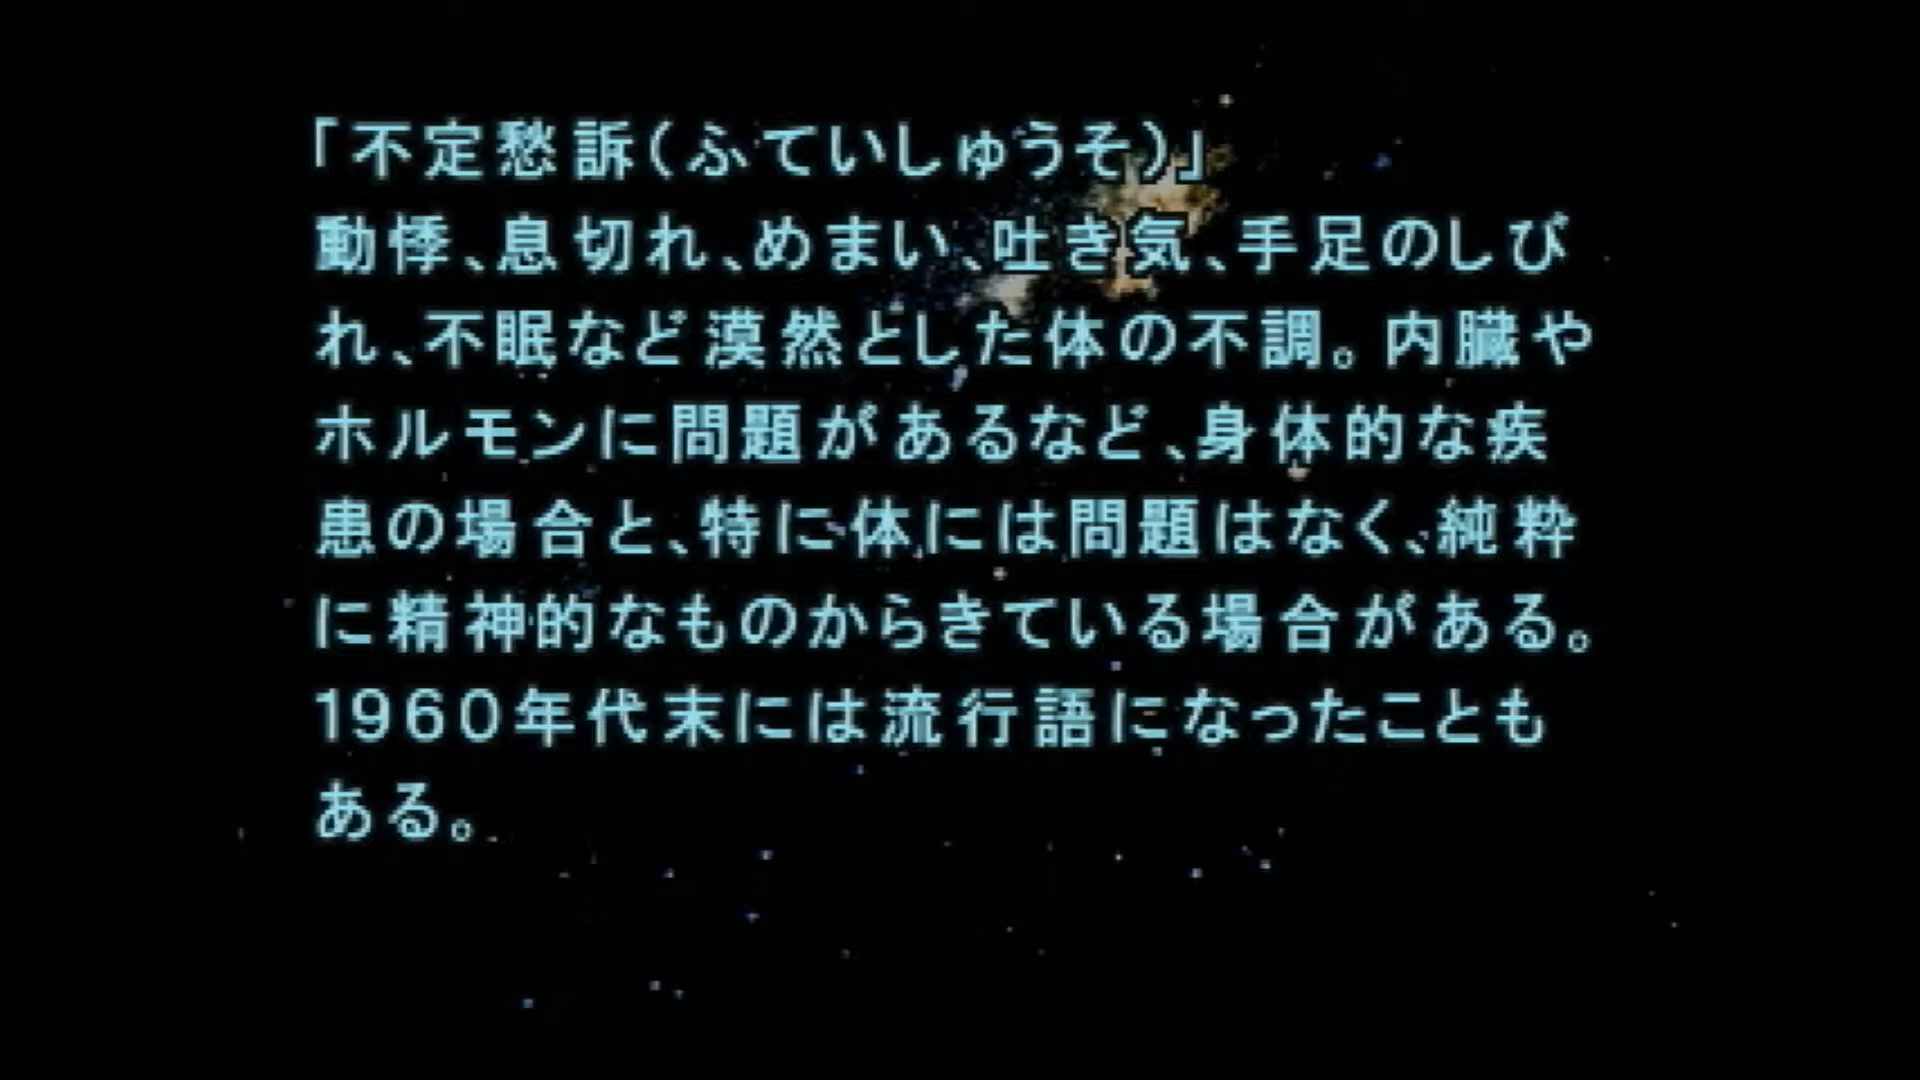 「不定愁訴（ふていしゅうそ）」
動悸、息切れ、めまい、吐き気、手足のしび
れ、不眠など漠然とした体の不調。内臓や
ホルモンに問題があるなど、身体的な疾
患の場合と、特に体には問題はなく、純粋
に精神的なものからきている場合がある。
1960年代末には流行語になったことも
ある。